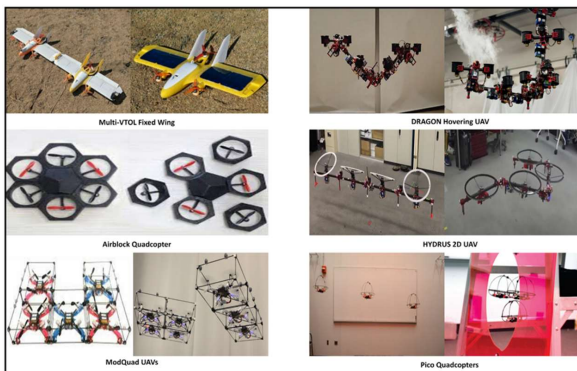 Multi-VTOL Fixed Wing
DRAGON Hovering UAV
Airblock Quadcopter
HYDRUS 2D UAV
ModQuad UAVs
Pico Quadcopters